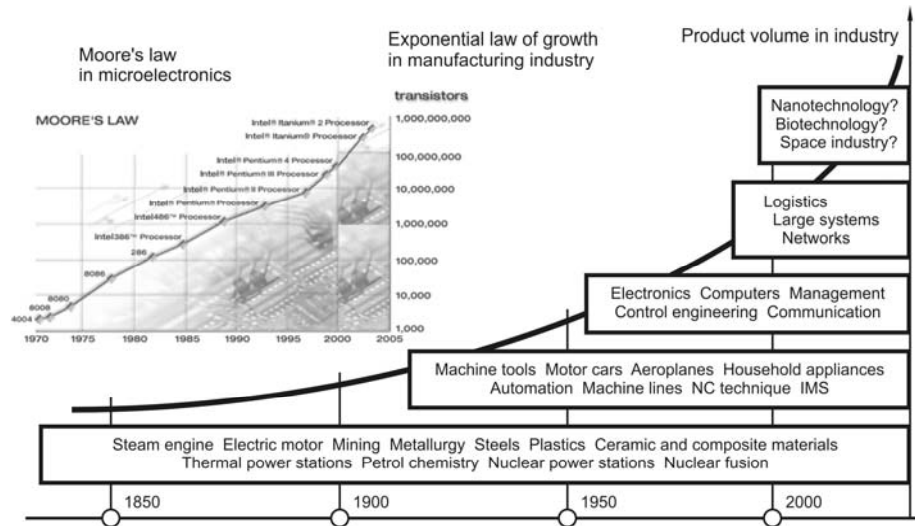 Moore's law
in microelectronics
Exponential law of growth
in manufacturing industry
Product volume in industry
transistors
MOORE'S LAW
Intel® Itanium® 2 Processor
Intel® Itanium® Processor
Intel® Pentium® 4 Processor
Intel® Pentium® III Processor
Intel® Pentium® II Processor
Intel® Pentium® Processor
Intel486™ Processor
Intel386™ Processor
286
8086
8080
8008
4004
1,000,000,000
100,000,000
10,000,000
1,000,000
100,000
10,000
1,000
1970 1975 1980 1985 1990 1995 2000 2005
Nanotechnology?
Biotechnology?
Space industry?
Logistics
Large systems
Networks
Electronics Computers Management
Control engineering Communication
Machine tools Motor cars Aeroplanes Household appliances
Automation Machine lines NC technique IMS
Steam engine Electric motor Mining Metallurgy Steels Plastics Ceramic and composite materials
Thermal power stations Petrol chemistry Nuclear power stations Nuclear fusion
1850 1900 1950 2000